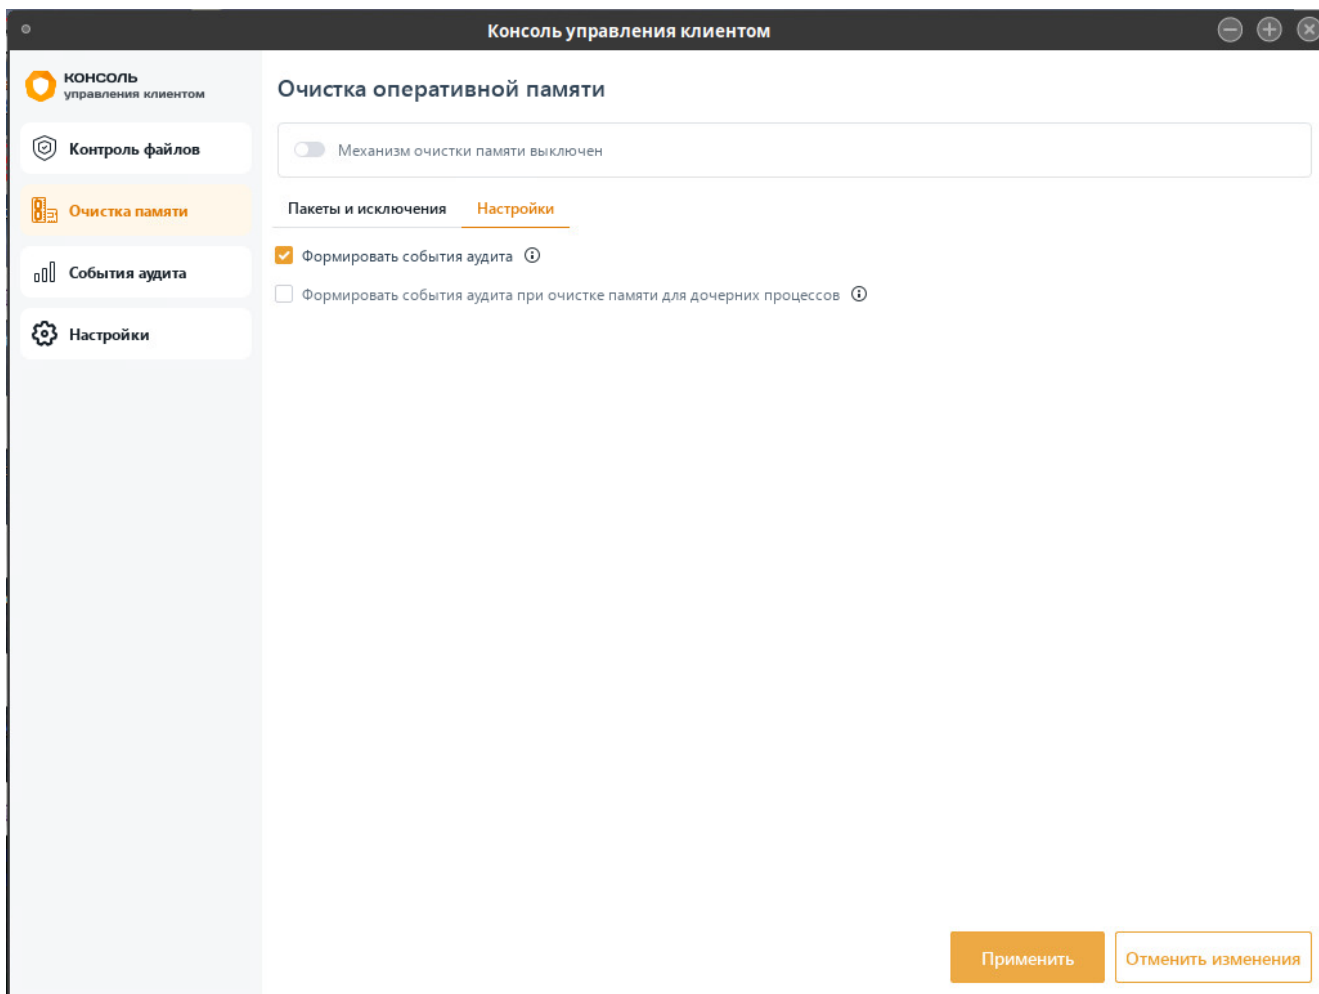 Консоль управления клиентом
консоль
управления клиентом
Контроль файлов
Очистка памяти
События аудита
Настройки
Очистка оперативной памяти
Механизм очистки памяти выключен
Пакеты и исключения
Настройки
Формировать события аудита
Формировать события аудита при очистке памяти для дочерних процессов
Применить
Отменить изменения